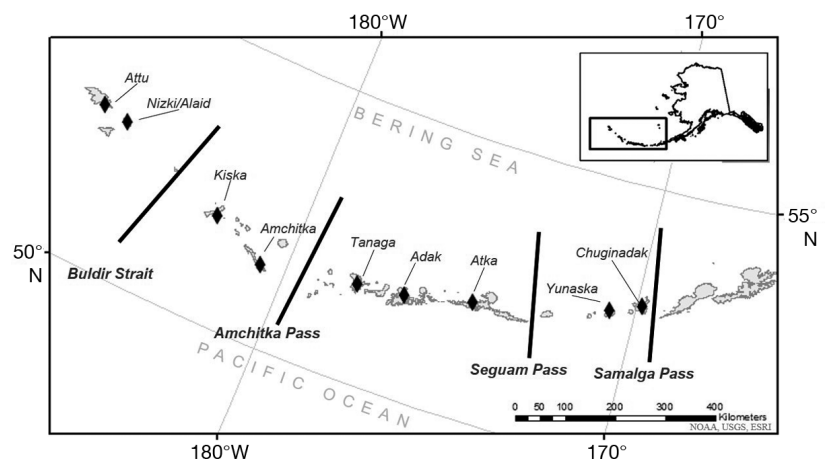 180°W
170°
Attu
Nizki/Alaid
BERING SEA
Kiska
55°
N
Amchitka
50°
N
Tanaga
Adak
Atka
Chuginadak
Yunaska
Buldir Strait
Amchitka Pass
Seguam Pass
Samalga Pass
PACIFIC OCEAN
0 50 100 200 300 400
Kilometers
NOAA, USGS, ESRI
180°W
170°
N